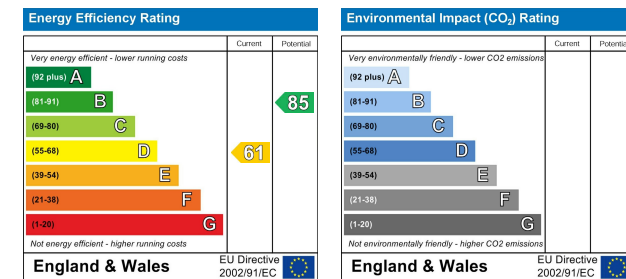 Energy Efficiency Rating
Current Potential
Very energy efficient - lower running costs
(92 plus) A
(81-91) B
85
(69-80) C
(55-68) D
61
(39-54) E
(21-38) F
(1-20) G
Not energy efficient - higher running costs
England & Wales
EU Directive
2002/91/EC
Environmental Impact (CO₂) Rating
Current Potential
Very environmentally friendly - lower CO2 emissions
(92 plus) A
(81-91) B
(69-80) C
(55-68) D
(39-54) E
(21-38) F
(1-20) G
Not environmentally friendly - higher CO2 emissions
England & Wales
EU Directive
2002/91/EC